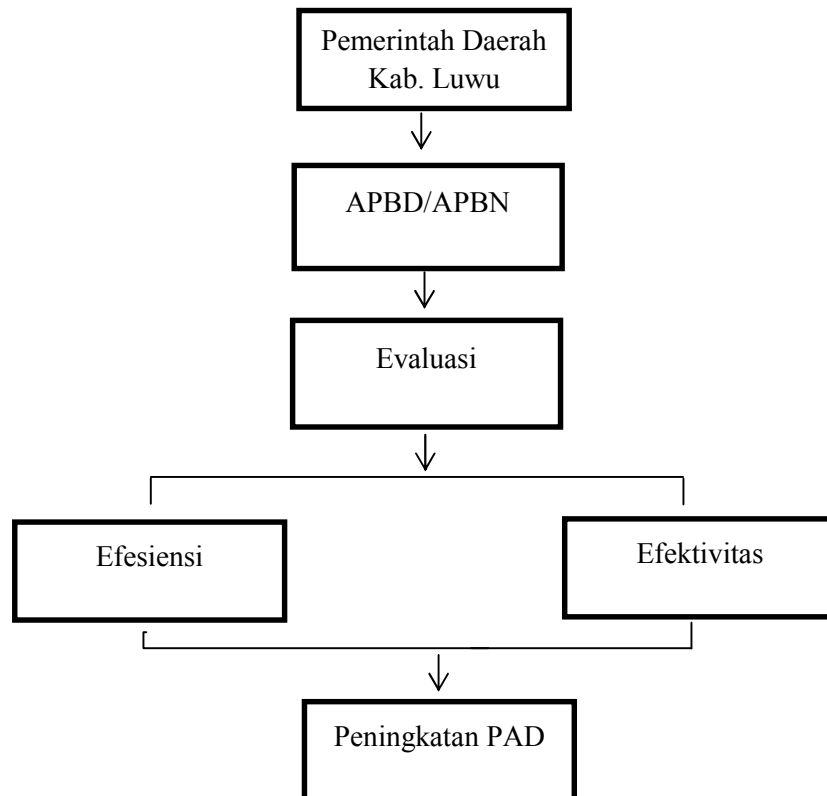 Pemerintah Daerah
Kab. Luwu
APBD/APBN
Evaluasi
Efesiensi
Efektivitas
Peningkatan PAD